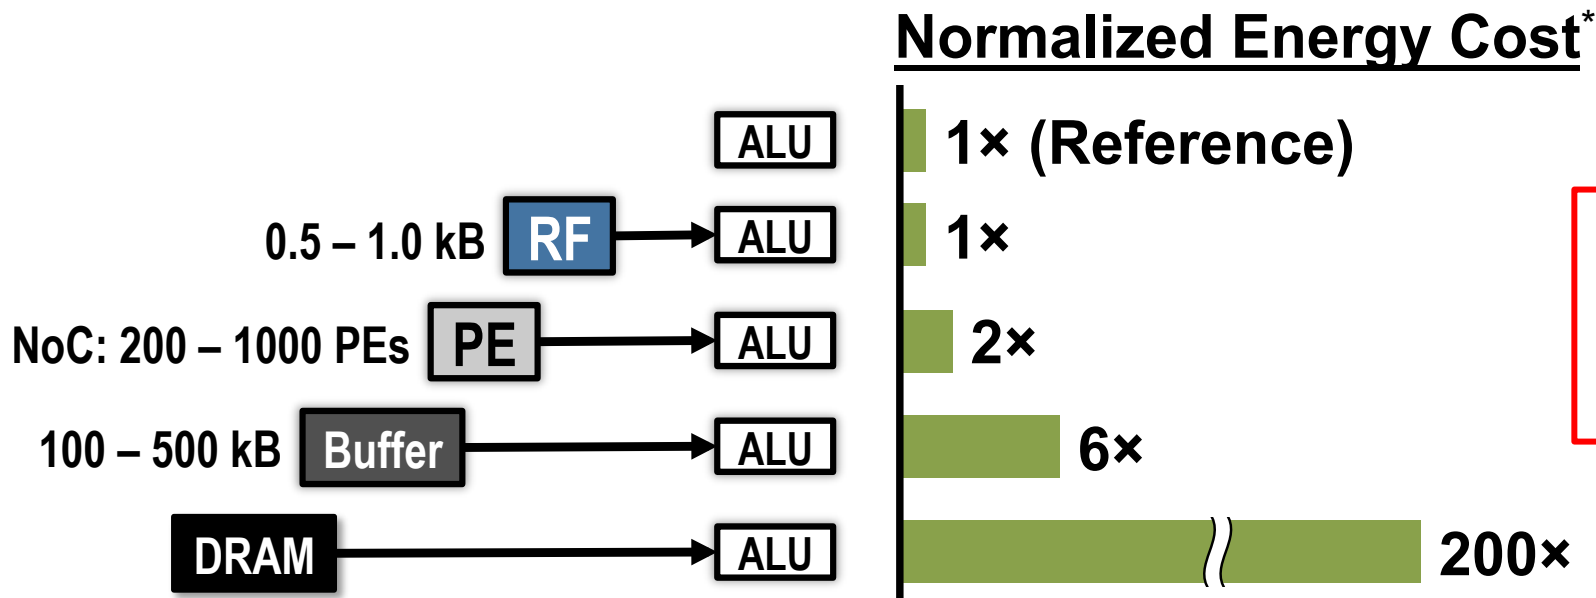 Normalized Energy Cost*
ALU 1× (Reference)
0.5 – 1.0 kB RF ALU 1×
NoC: 200 – 1000 PEs PE ALU 2×
100 – 500 kB Buffer ALU 6×
DRAM ALU 200×